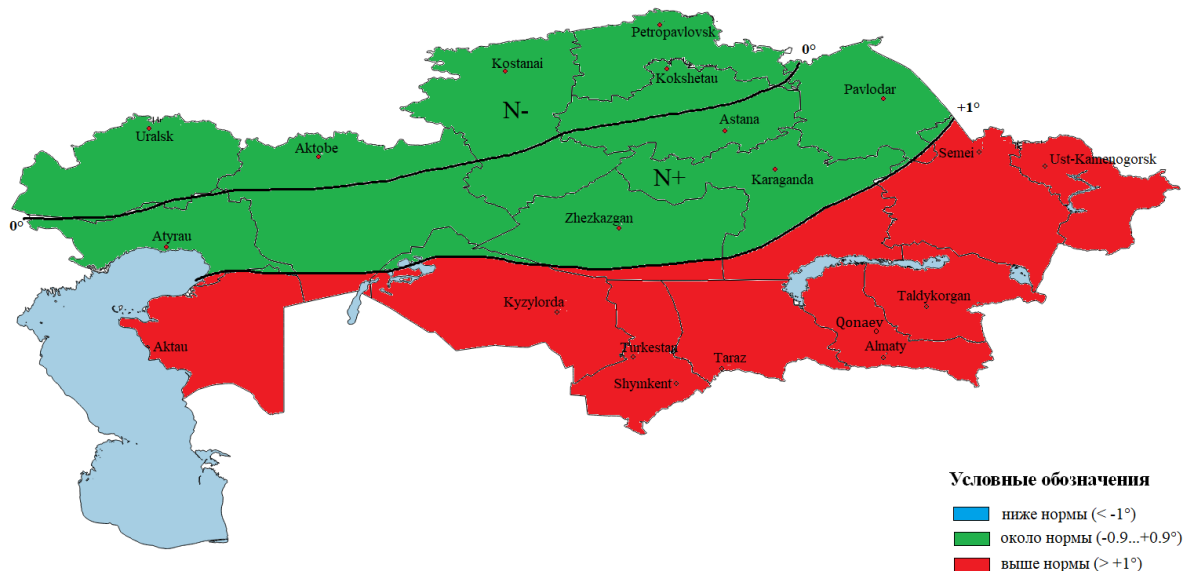 Petropavlovsk
Kostanai
0°
Kokshetau
Pavlodar
N-
+1°
Astana
Uralsk
Aktobe
Semei
Ust-Kamenogorsk
N+
Karaganda
Zhezkazgan
0°
Atyrau
Kyzylorda
Taldykorgan
Qonaev
Aktau
Turkestan
Taraz
Almaty
Shymkent
Условные обозначения
ниже нормы (< -1°)
около нормы (-0.9...+0.9°)
выше нормы (> +1°)